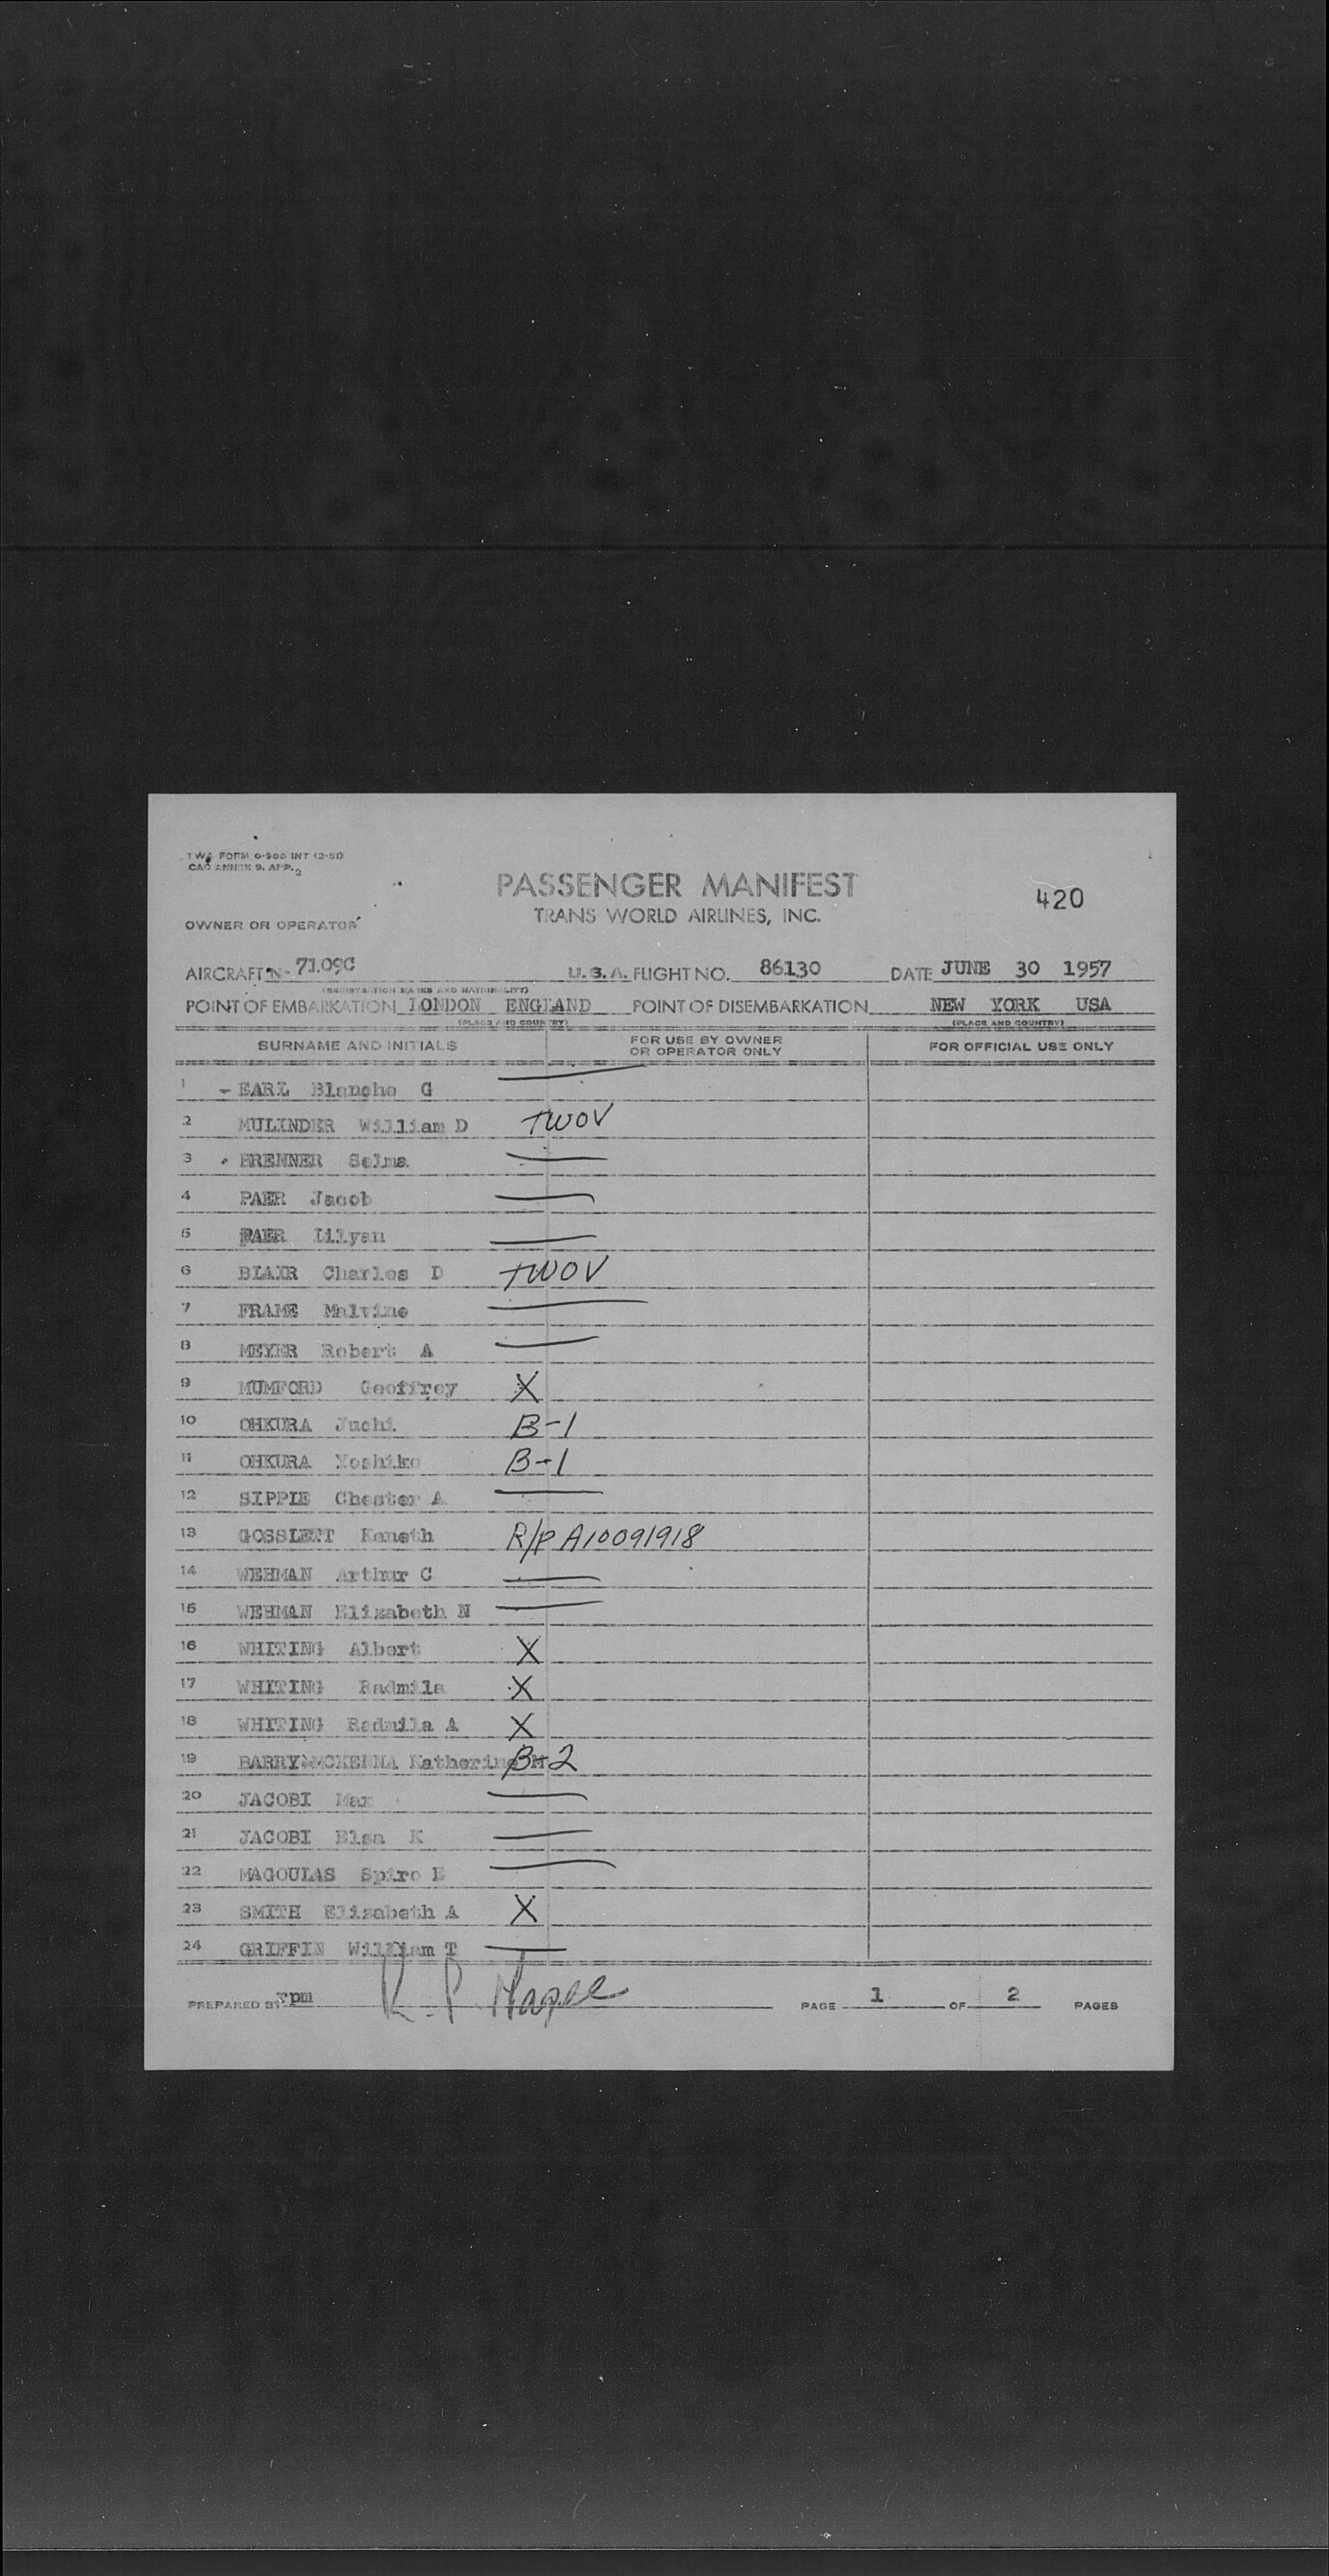 TWA FORM 0-900 INT (2-51)
CAO ANNEX 9. APP. 2
PASSENGER MANIFEST
420
TRANS WORLD AIRLINES, INC.
OWNER OR OPERATOR
AIRCRAFT N- 7109C U.S.A. FLIGHT NO. 86130 DATE JUNE 30 1957
(REGISTRATION MARKS AND NATIONALITY)
POINT OF EMBARKATION LONDON ENGLAND POINT OF DISEMBARKATION NEW YORK USA
(PLACE AND COUNTRY) (PLACE AND COUNTRY)
SURNAME AND INITIALS FOR USE BY OWNER OR OPERATOR ONLY FOR OFFICIAL USE ONLY
1 EARL Blanche G
2 MULINDER William D TWOV
3 BRENNER Selma
4 PAER Jacob
5 PAER Lilyan
6 BLAIR Charles D TWOV
7 FRAME Malvine
8 MEYER Robert A
9 MUMFORD Geoffrey X
10 OHKURA Juchi B-1
11 OHKURA Yoshiko B-1
12 SIPPLE Chester A
13 GOSSLETT Keneth R/P A10091918
14 WEHMAN Arthur C
15 WEHMAN Elizabeth N
16 WHITING Albert X
17 WHITING Radmila X
18 WHITING Radmila A X
19 BARRY MCKENNA Katherine M B-2
20 JACOBI Max
21 JACOBI Elsa K
22 MAGOULAS Spiro E
23 SMITH Elizabeth A X
24 GRIFFIN William T
PREPARED BY pm R. P. PAGE 1 OF 2 PAGES